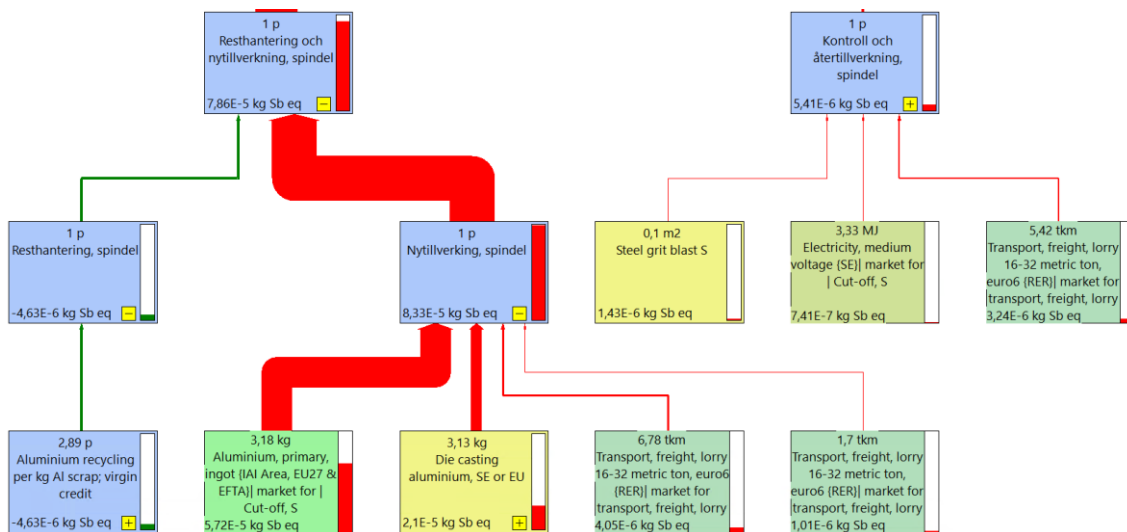 1 p
Resthantering och
nytillverkning, spindel
7,86E-5 kg Sb eq
−
1 p
Kontroll och
återtillverkning,
spindel
5,41E-6 kg Sb eq
+
1 p
Resthantering, spindel
-4,63E-6 kg Sb eq
−
1 p
Nytillverking, spindel
8,33E-5 kg Sb eq
−
0,1 m2
Steel grit blast S
1,43E-6 kg Sb eq
3,33 MJ
Electricity, medium
voltage {SE}| market for
| Cut-off, S
7,41E-7 kg Sb eq
5,42 tkm
Transport, freight, lorry
16-32 metric ton,
euro6 {RER}| market for
transport, freight, lorry
3,24E-6 kg Sb eq
2,89 p
Aluminium recycling
per kg Al scrap; virgin
credit
-4,63E-6 kg Sb eq
+
3,18 kg
Aluminium, primary,
ingot {IAI Area, EU27 &
EFTA}| market for |
Cut-off, S
5,72E-5 kg Sb eq
3,13 kg
Die casting
aluminium, SE or EU
2,1E-5 kg Sb eq
+
6,78 tkm
Transport, freight, lorry
16-32 metric ton, euro6
{RER}| market for
transport, freight, lorry
4,05E-6 kg Sb eq
1,7 tkm
Transport, freight, lorry
16-32 metric ton,
euro6 {RER}| market for
transport, freight, lorry
1,01E-6 kg Sb eq